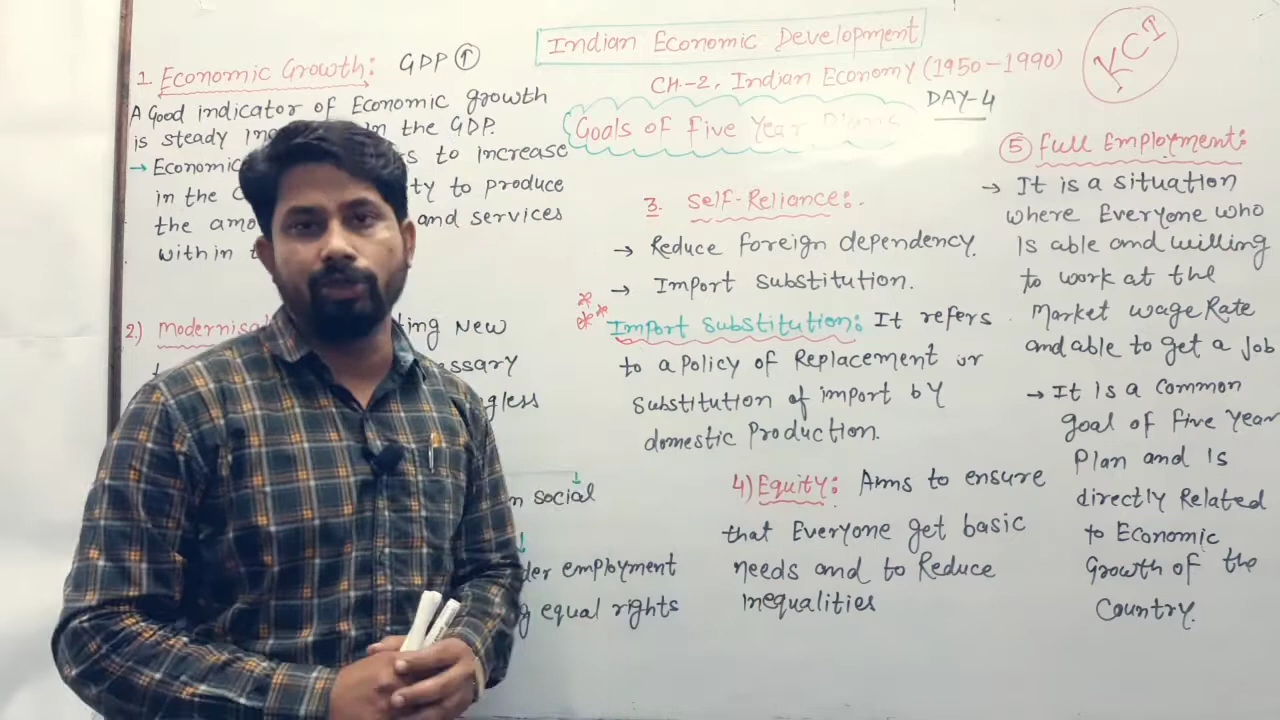 Indian Economic Development
CH-2, Indian Economy (1950-1990)
KCI
DAY-4
Goals of Five Year Plans
1. Economic Growth: GDP ↑
A Good indicator of Economic growth
is steady in the GDP.
→ Economic to increase
in the ty to produce
the amo and services
within
2) Modernisa ting New
essary
gless
n social
der employment
g equal rights
3. Self-Reliance:
→ Reduce foreign dependency.
→ Import substitution.
Import substitution: It refers
to a Policy of Replacement or
substitution of import by
domestic Production.
4) Equity: Aims to ensure
that Everyone get basic
needs and to Reduce
inequalities
5 Full Employment:
→ It is a situation
where Everyone who
is able and willing
to work at the
Market wage Rate
and able to get a Job
→ It is a common
goal of Five Year
Plan and is
directly Related
to Economic
Growth of the
Country.